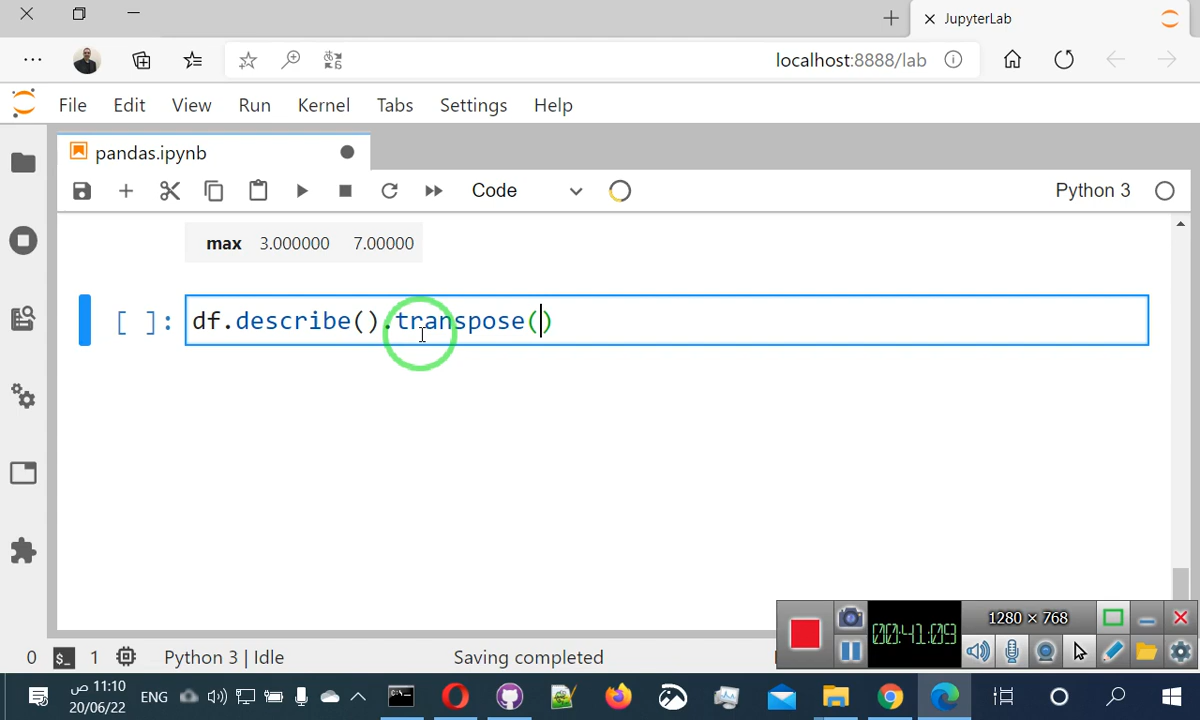 JupyterLab
localhost:8888/lab
File Edit View Run Kernel Tabs Settings Help
pandas.ipynb
Code Python 3
max 3.000000 7.00000
[ ]: df.describe().transpose()
1280 × 768
00:41:09
0 $_ 1 Python 3 | Idle Saving completed
11:10 ص
ENG
20/06/22